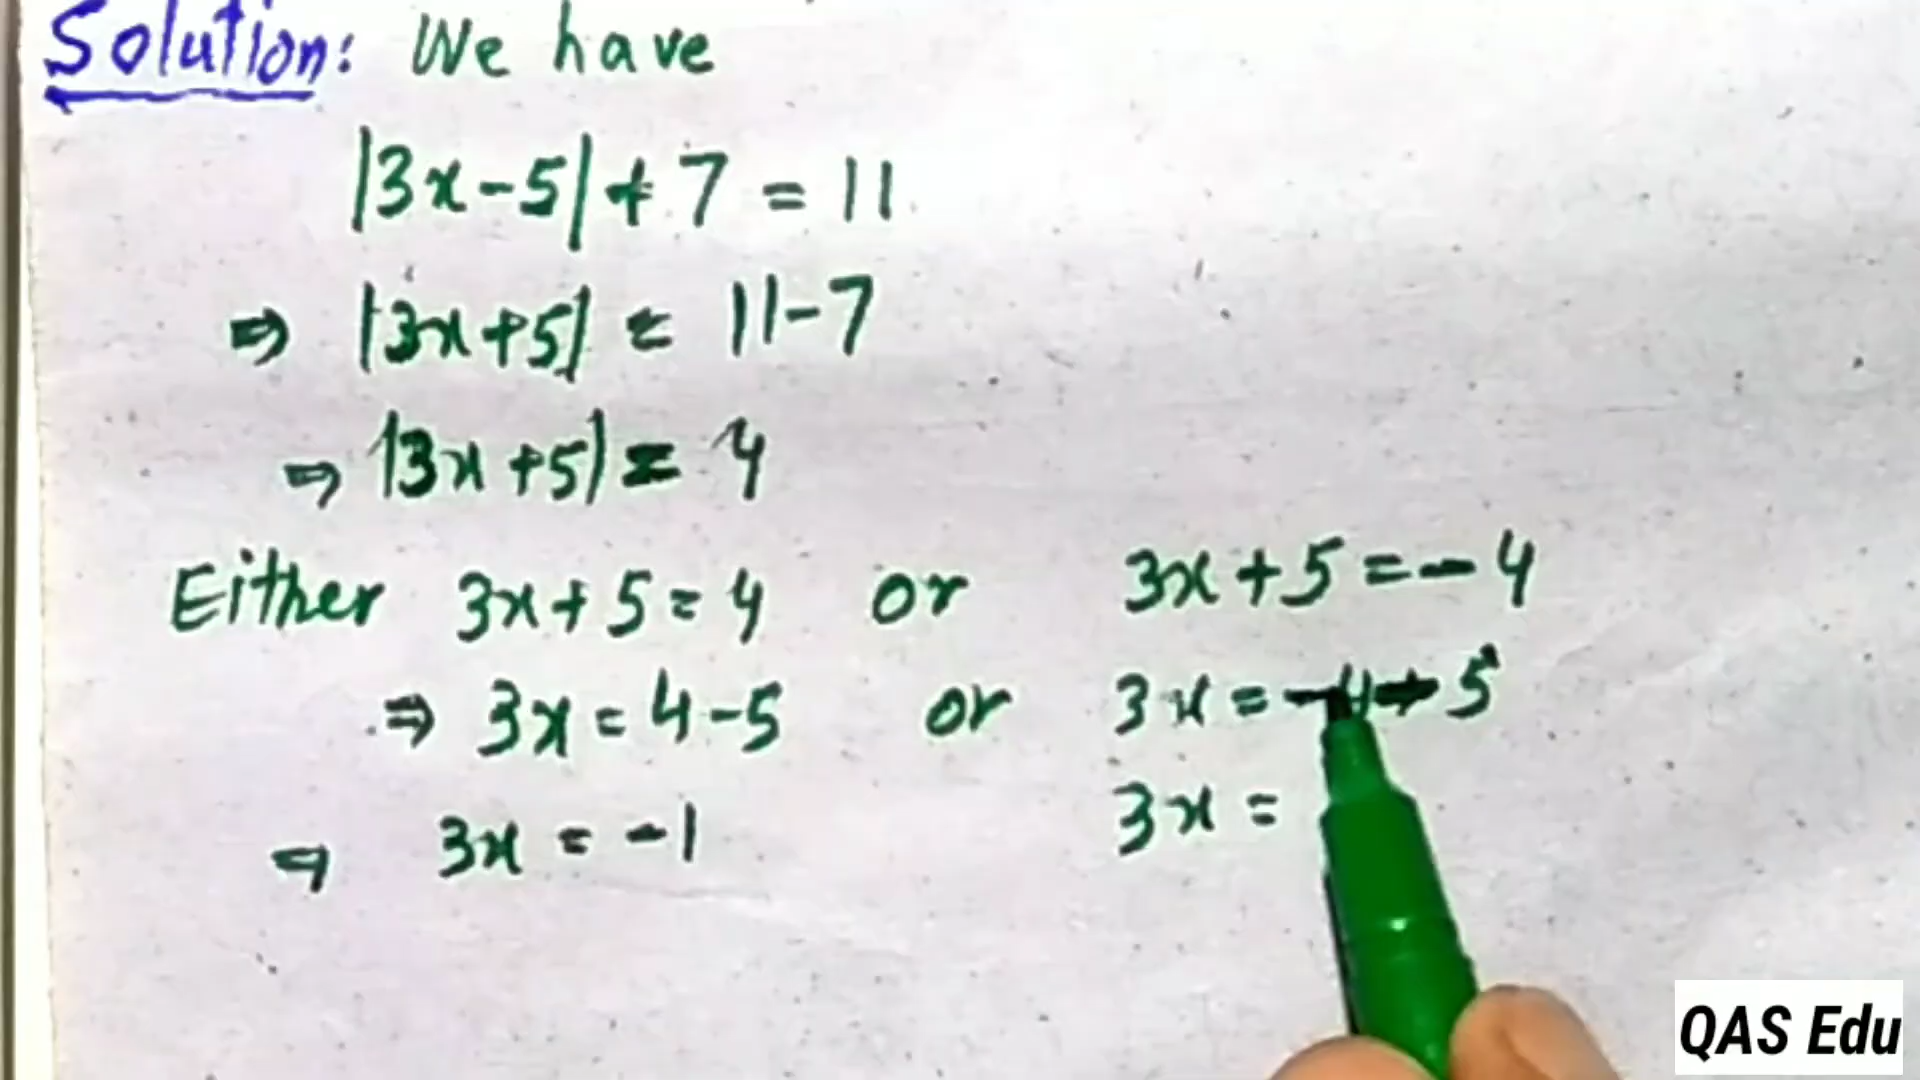 Solution: We have
|3x-5|+7 = 11
⇒ |3x+5| = 11-7
⇒ |3x+5| = 4
Either 3x+5=4 or 3x+5=-4
⇒ 3x=4-5 or 3x=-4-5
⇒ 3x = -1 3x =
QAS Edu